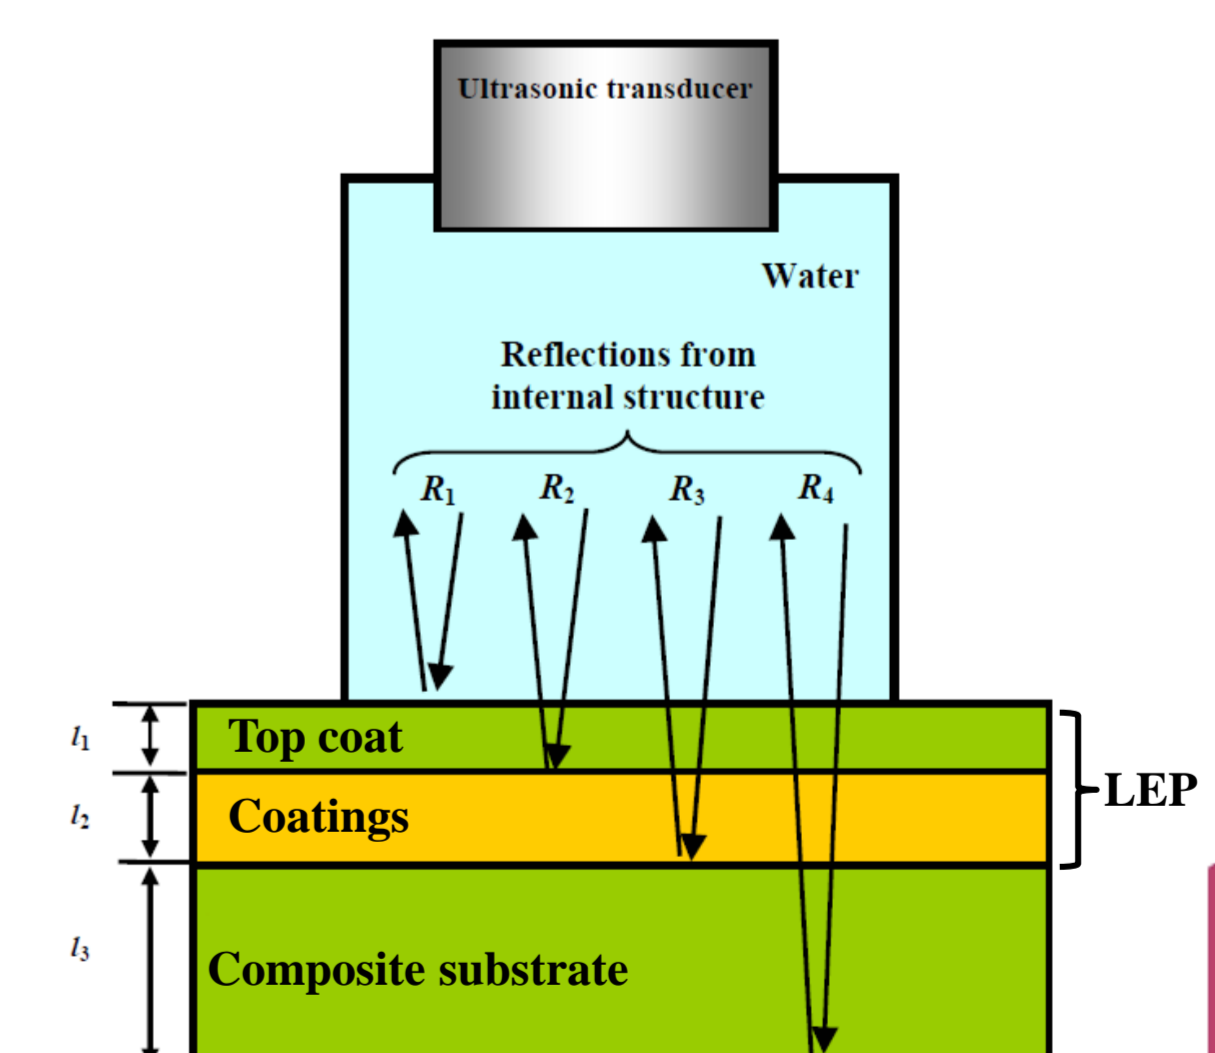 Ultrasonic transducer
Water
Reflections from
internal structure
R₁ R₂ R₃ R₄
l₁
Top coat
l₂
Coatings
LEP
l₃
Composite substrate